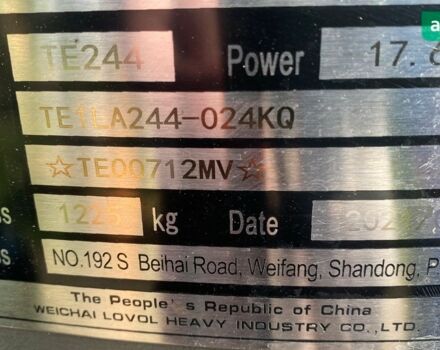 TE244 Power 17.
TE1LA244-024KQ
☆TE00712MV☆
kg Date
NO.192 S Beihai Road, Weifang, Shandong, P
The People's Republic of China
WEICHAI LOVOL HEAVY INDUSTRY CO.,LTD.